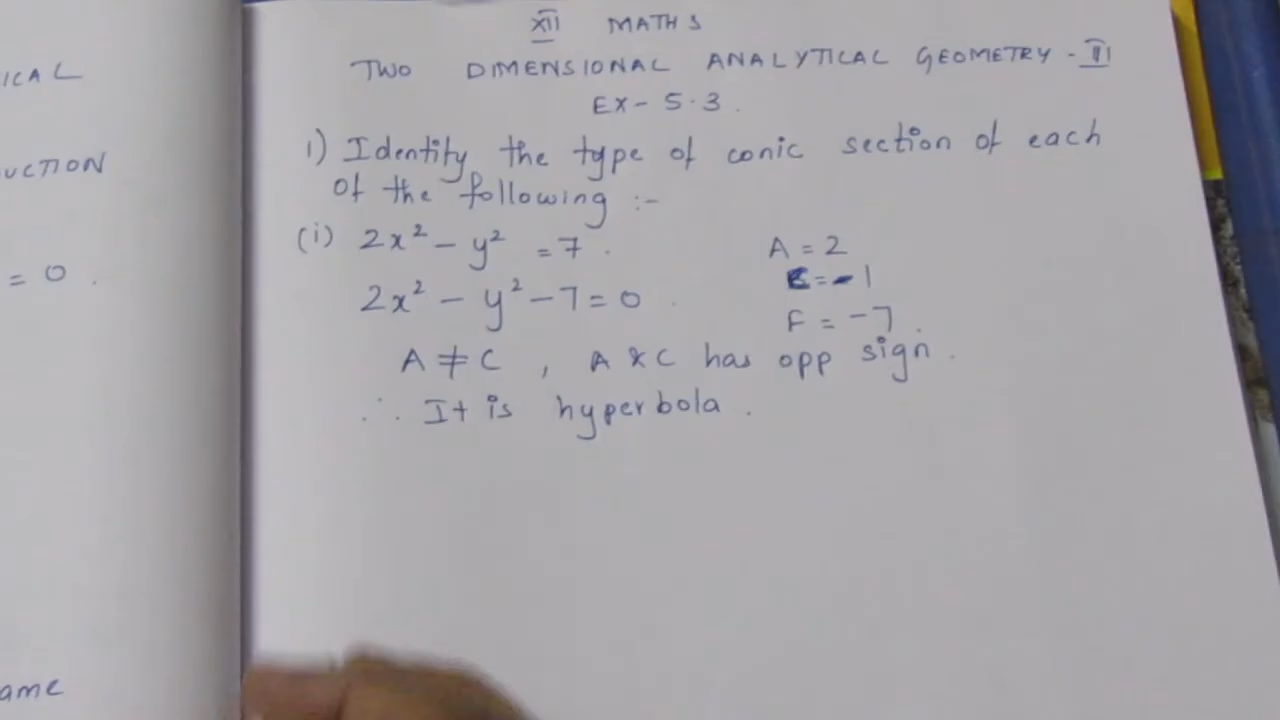 ICAL
UCTION
= 0 .
ame
XII MATHS
TWO DIMENSIONAL ANALYTICAL GEOMETRY - II
EX - 5.3 .
1) Identify the type of conic section of each
of the following :-
(i) 2x² - y² = 7 .
A = 2
2x² - y² - 7 = 0 .
C = -1
F = -7 .
A ≠ C , A & C has opp sign .
∴ It is hyperbola .